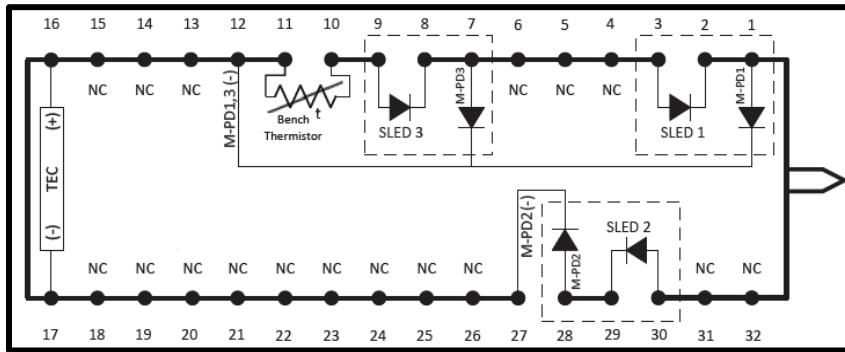 16 15 14 13 12 11 10 9 8 7 6 5 4 3 2 1
NC NC NC NC NC NC
M-PD1,3 (-)
t
Bench
Thermistor
SLED 3
M-PD3
SLED 1
M-PD1
(+)
TEC
(-)
M-PD2(-)
M-PD2
SLED 2
NC NC NC NC NC NC NC NC NC NC NC
17 18 19 20 21 22 23 24 25 26 27 28 29 30 31 32